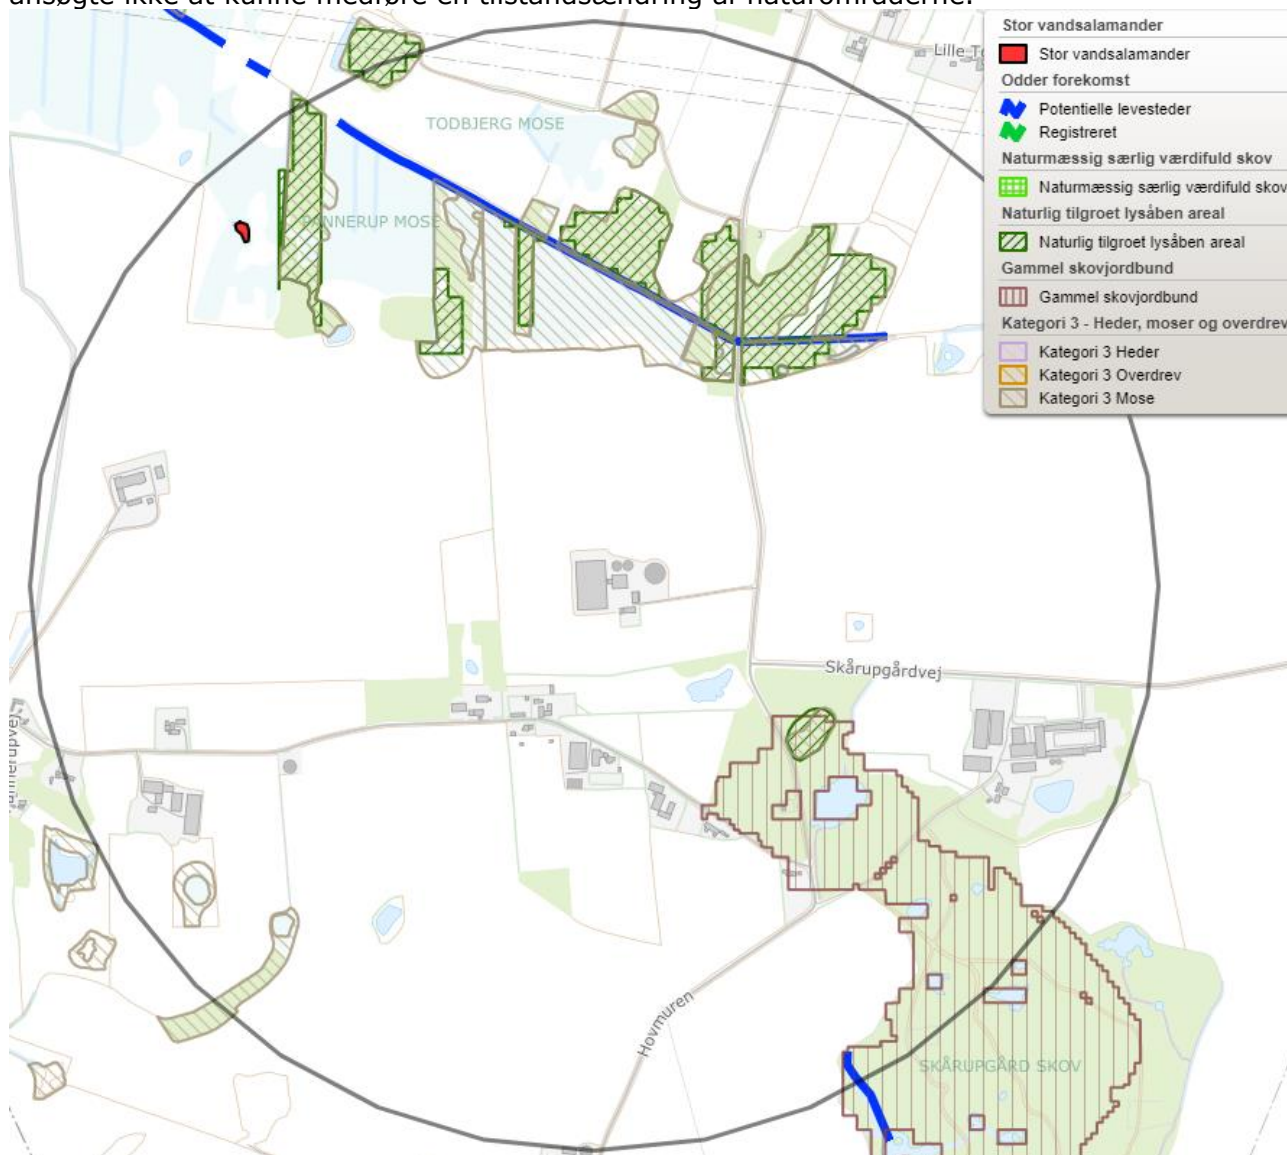 ansøgte ikke at kunne medføre en tilstandsændring af naturområderne.
Stor vandsalamander
Stor vandsalamander
Odder forekomst
Potentielle levesteder
Registreret
Naturmæssig særlig værdifuld skov
Naturmæssig særlig værdifuld skov
Naturlig tilgroet lysåben areal
Naturlig tilgroet lysåben areal
Gammel skovjordbund
Gammel skovjordbund
Kategori 3 - Heder, moser og overdrev
Kategori 3 Heder
Kategori 3 Overdrev
Kategori 3 Mose
Lille
TODBJERG MOSE
PANNERUP MOSE
Skårupgårdvej
Hovmuren
SKÅRUPGÅRD SKOV